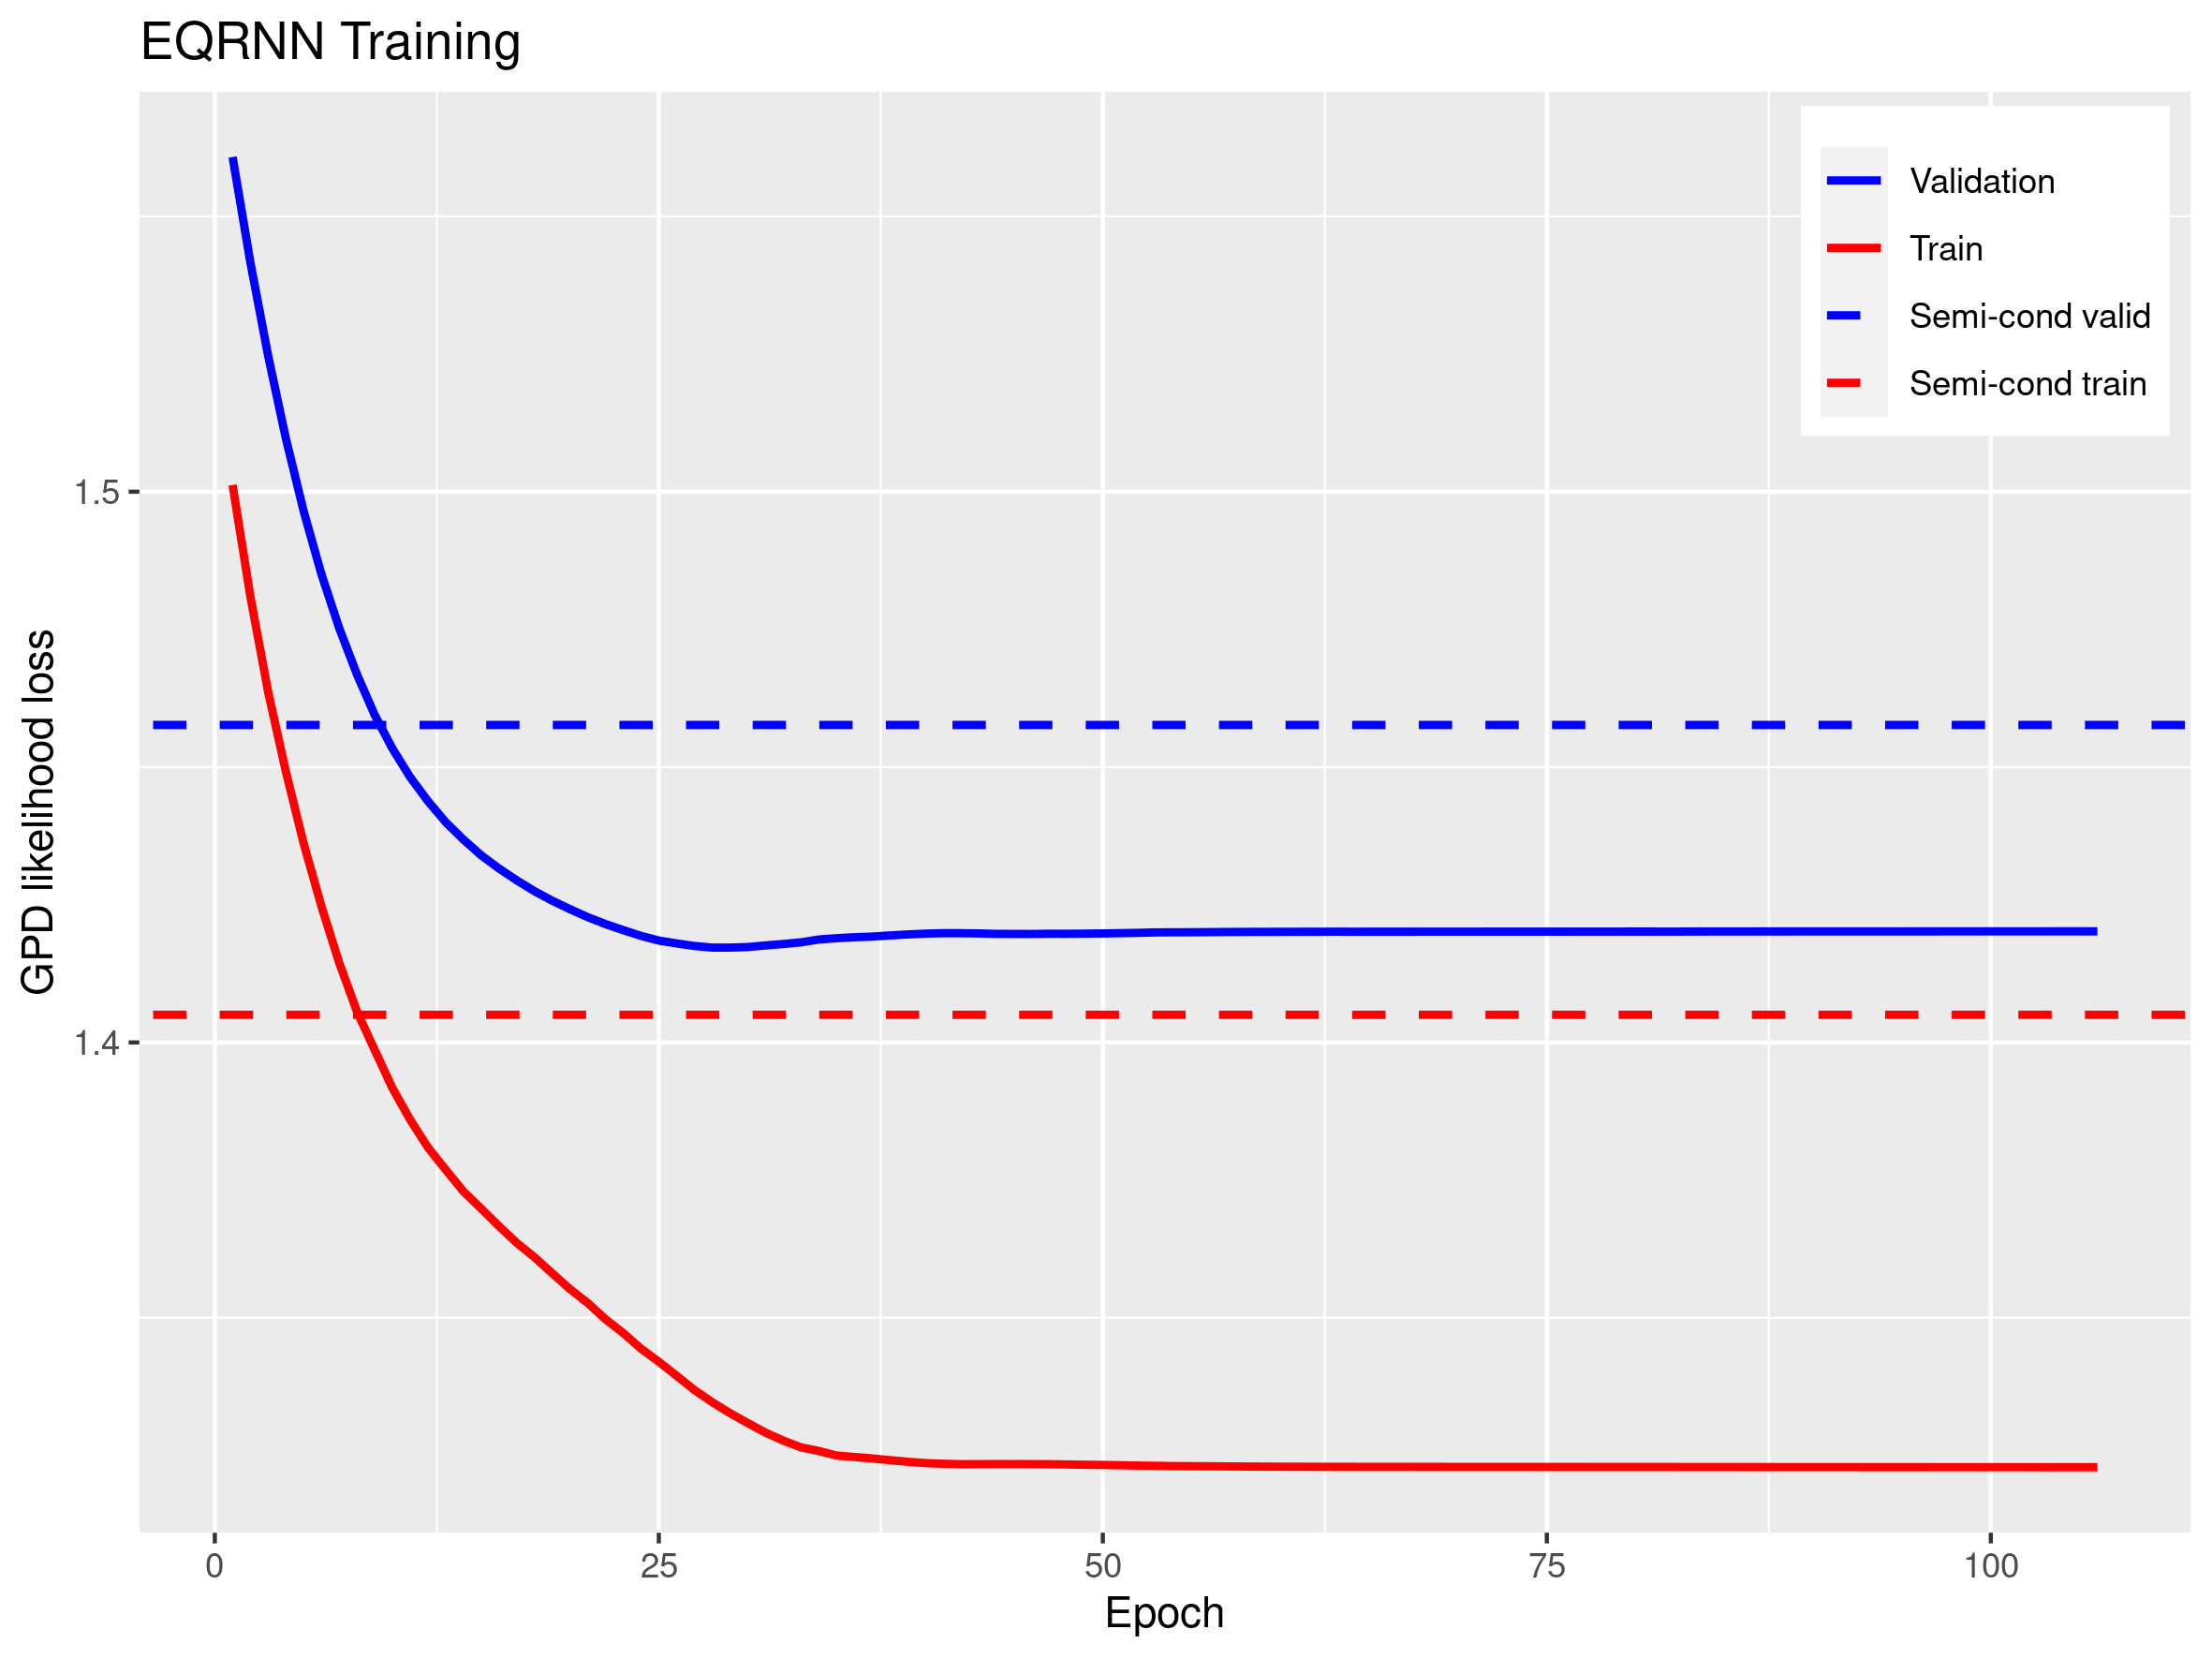 EQRNN Training
Validation
Train
Semi-cond valid
Semi-cond train
GPD likelihood loss
1.5
1.4
0 25 50 75 100
Epoch